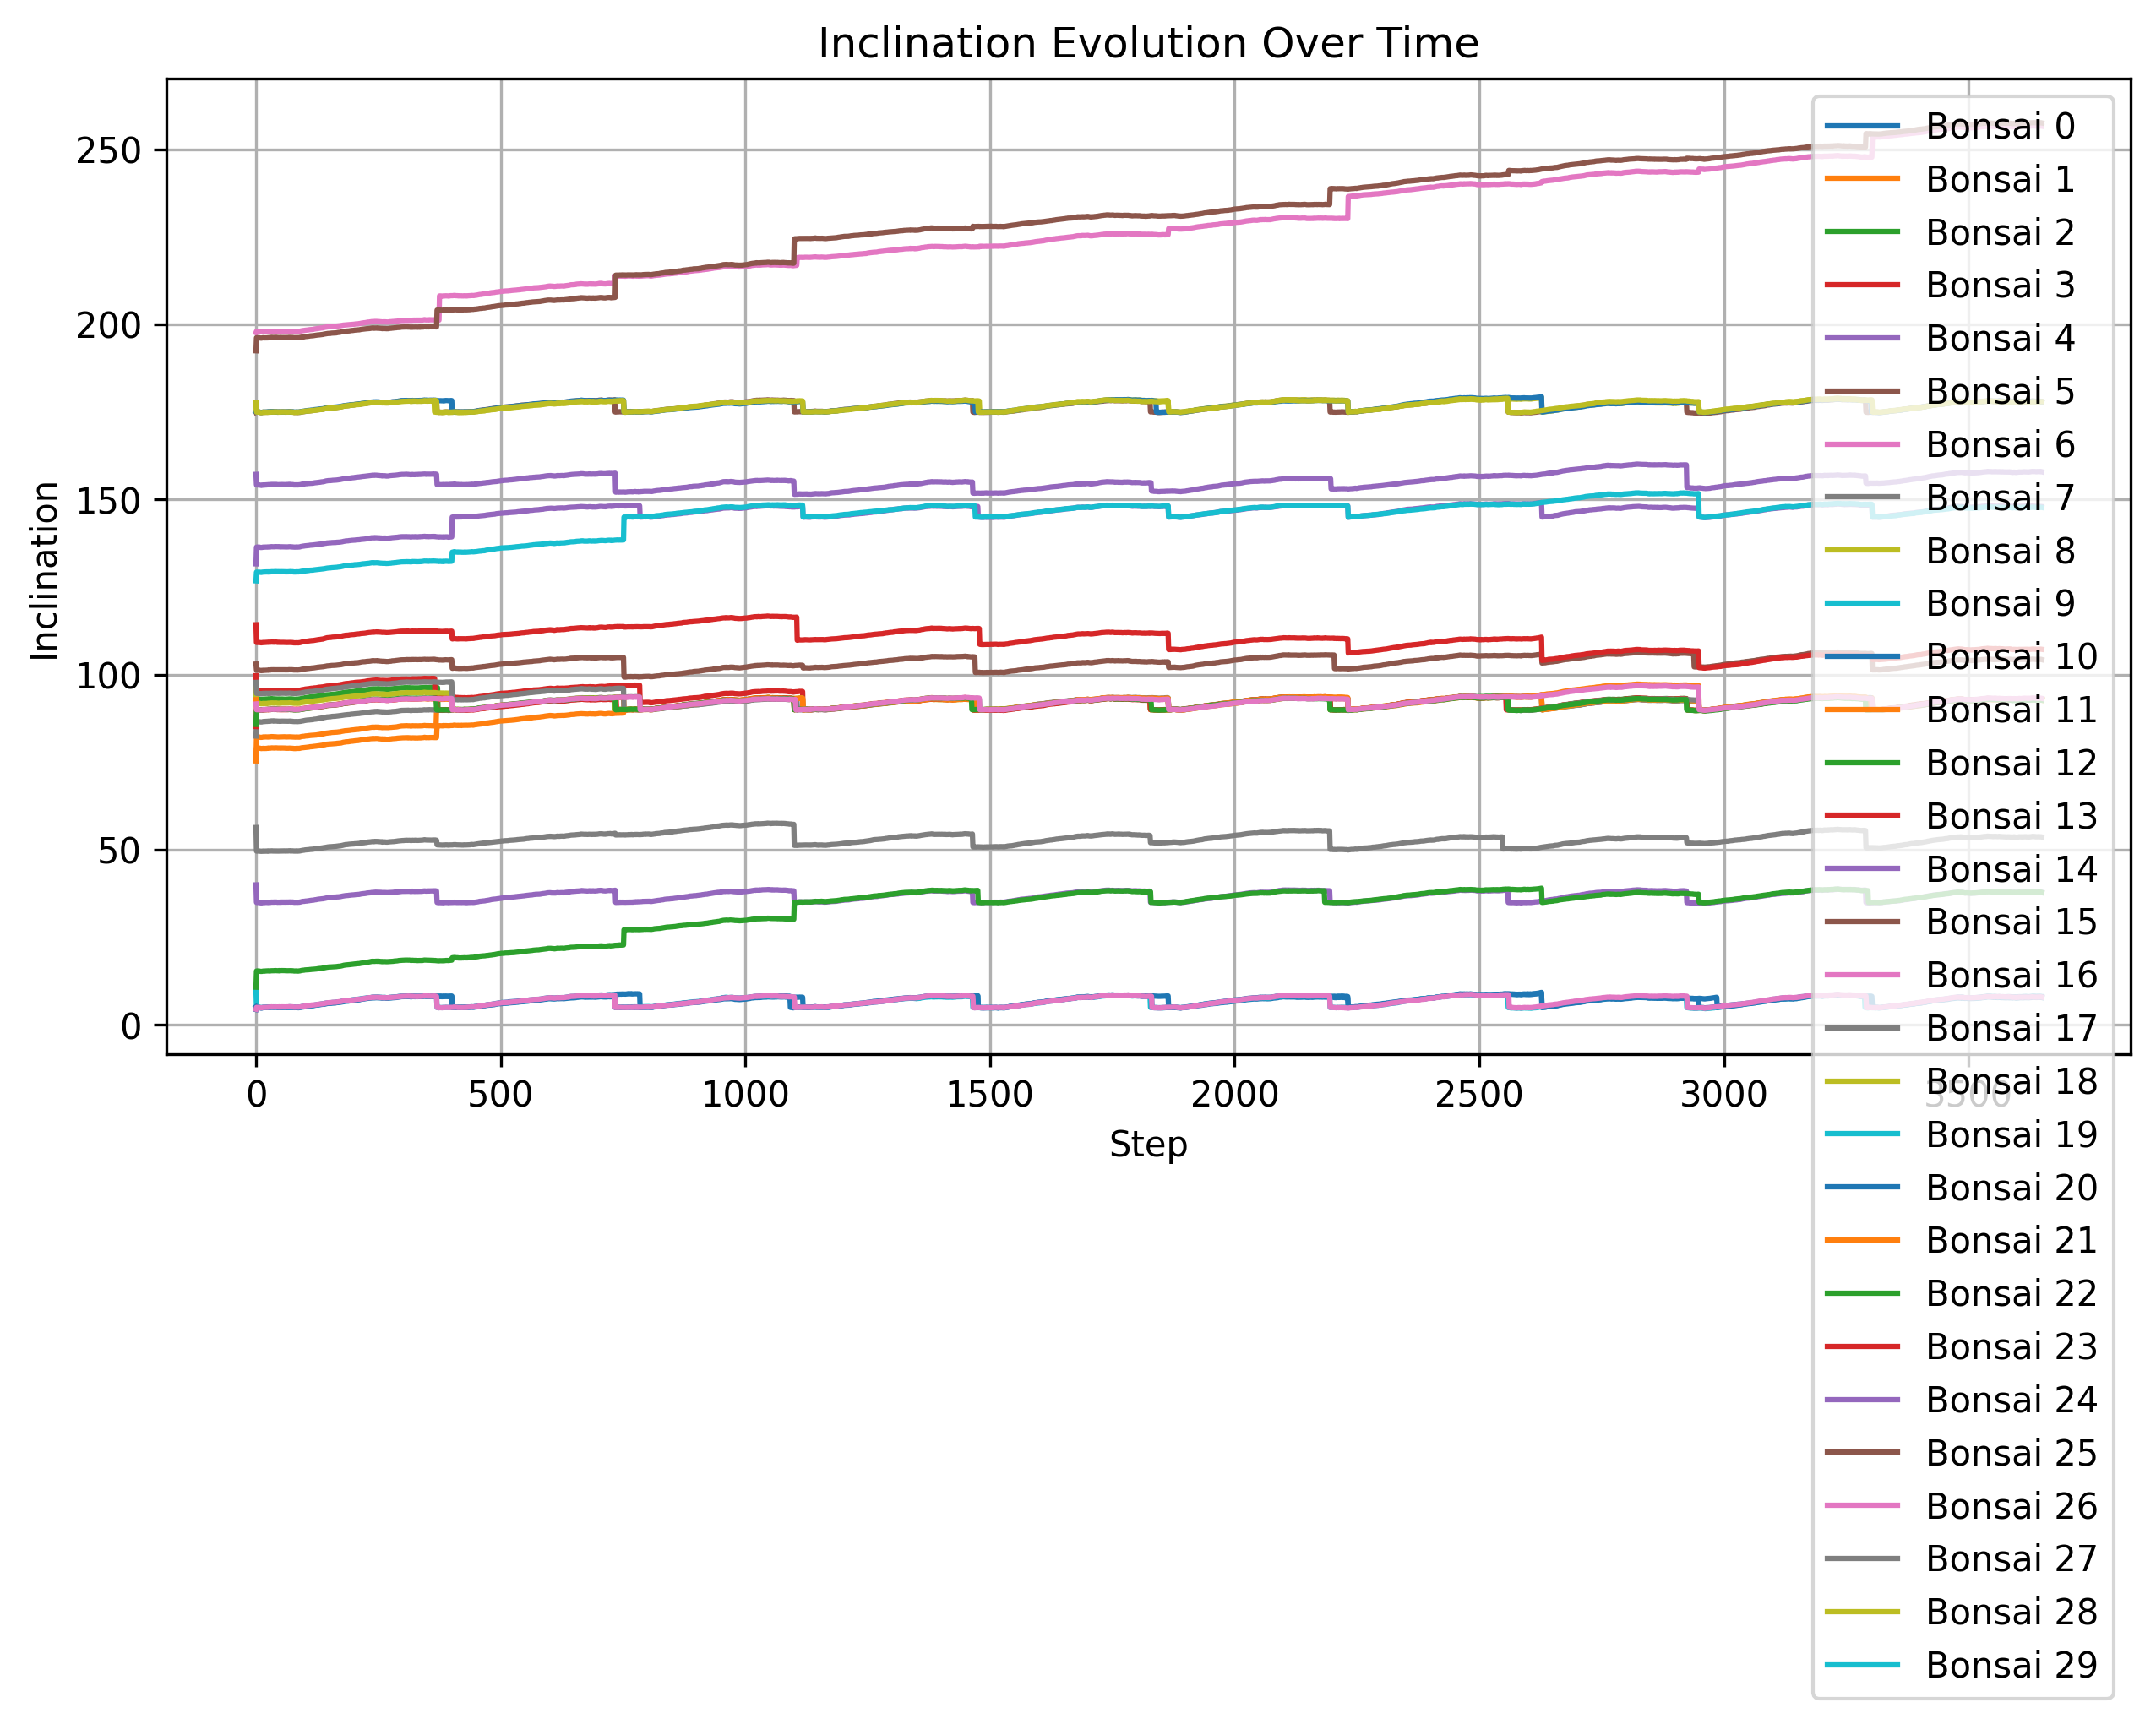 Inclination Evolution Over Time
Inclination
250
200
150
100
50
0
0 500 1000 1500 2000 2500 3000 3500
Step
Bonsai 0
Bonsai 1
Bonsai 2
Bonsai 3
Bonsai 4
Bonsai 5
Bonsai 6
Bonsai 7
Bonsai 8
Bonsai 9
Bonsai 10
Bonsai 11
Bonsai 12
Bonsai 13
Bonsai 14
Bonsai 15
Bonsai 16
Bonsai 17
Bonsai 18
Bonsai 19
Bonsai 20
Bonsai 21
Bonsai 22
Bonsai 23
Bonsai 24
Bonsai 25
Bonsai 26
Bonsai 27
Bonsai 28
Bonsai 29